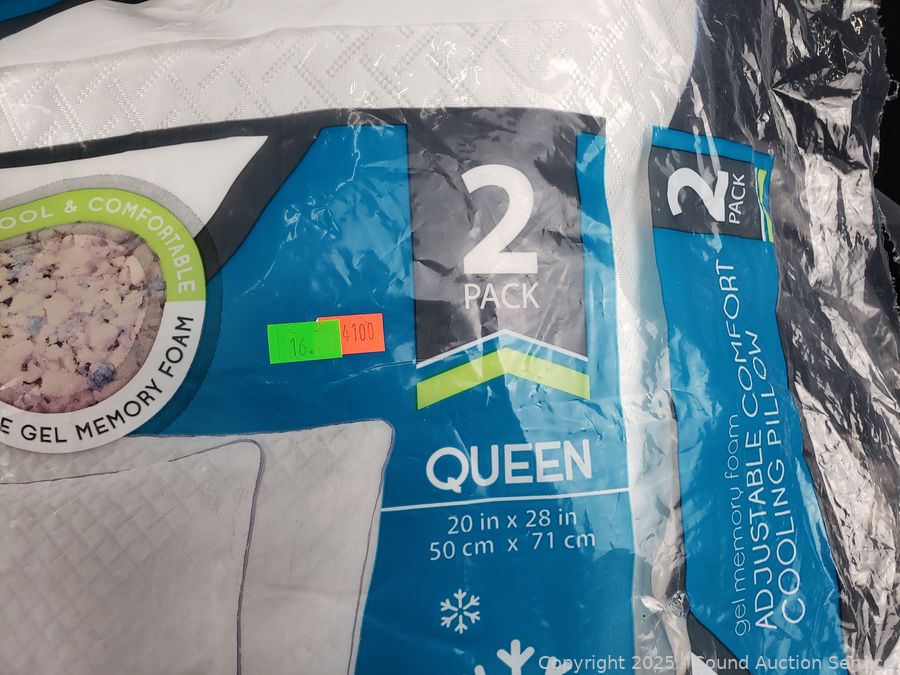 OOL & COMFORTABLE
E GEL MEMORY FOAM
16.
4100
2
PACK
QUEEN
20 in x 28 in
50 cm x 71 cm
2
PACK
gel memory foam
ADJUSTABLE COMFORT
COOLING PILLOW
Copyright 2025 Sound Auction Service